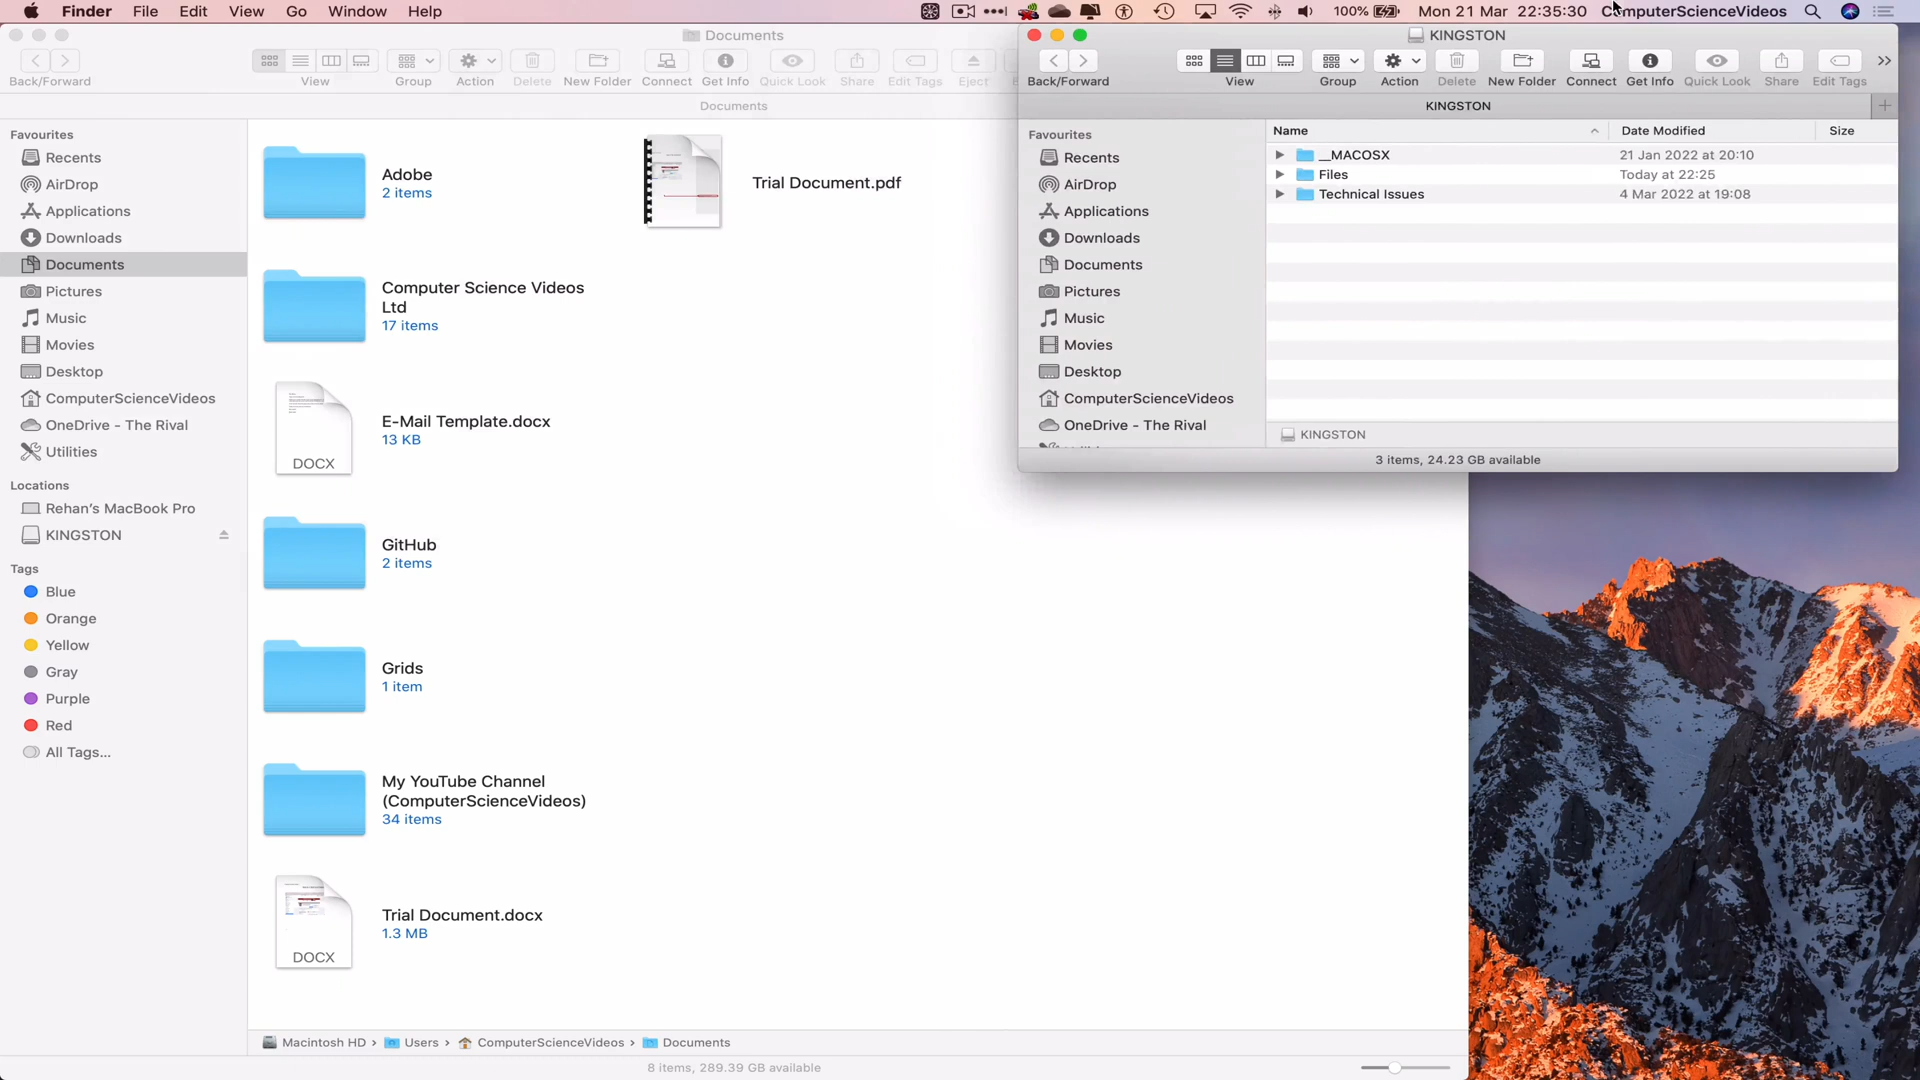 Finder File Edit View Go Window Help 100% Mon 21 Mar 22:35:30 ComputerScienceVideos
Documents
Back/Forward View Group Action Delete New Folder Connect Get Info Quick Look Share Edit Tags Eject
Documents
Favourites
Recents
AirDrop
Applications
Downloads
Documents
Pictures
Music
Movies
Desktop
ComputerScienceVideos
OneDrive - The Rival
Utilities
Locations
Rehan's MacBook Pro
KINGSTON
Tags
Blue
Orange
Yellow
Gray
Purple
Red
All Tags...
Adobe
2 items
Computer Science Videos
Ltd
17 items
E-Mail Template.docx
13 KB
DOCX
GitHub
2 items
Grids
1 item
My YouTube Channel
(ComputerScienceVideos)
34 items
Trial Document.docx
1.3 MB
DOCX
Trial Document.pdf
Macintosh HD › Users › ComputerScienceVideos › Documents
8 items, 289.39 GB available
KINGSTON
Back/Forward View Group Action Delete New Folder Connect Get Info Quick Look Share Edit Tags
KINGSTON
Favourites
Recents
AirDrop
Applications
Downloads
Documents
Pictures
Music
Movies
Desktop
ComputerScienceVideos
OneDrive - The Rival
Name Date Modified Size
__MACOSX 21 Jan 2022 at 20:10
Files Today at 22:25
Technical Issues 4 Mar 2022 at 19:08
KINGSTON
3 items, 24.23 GB available